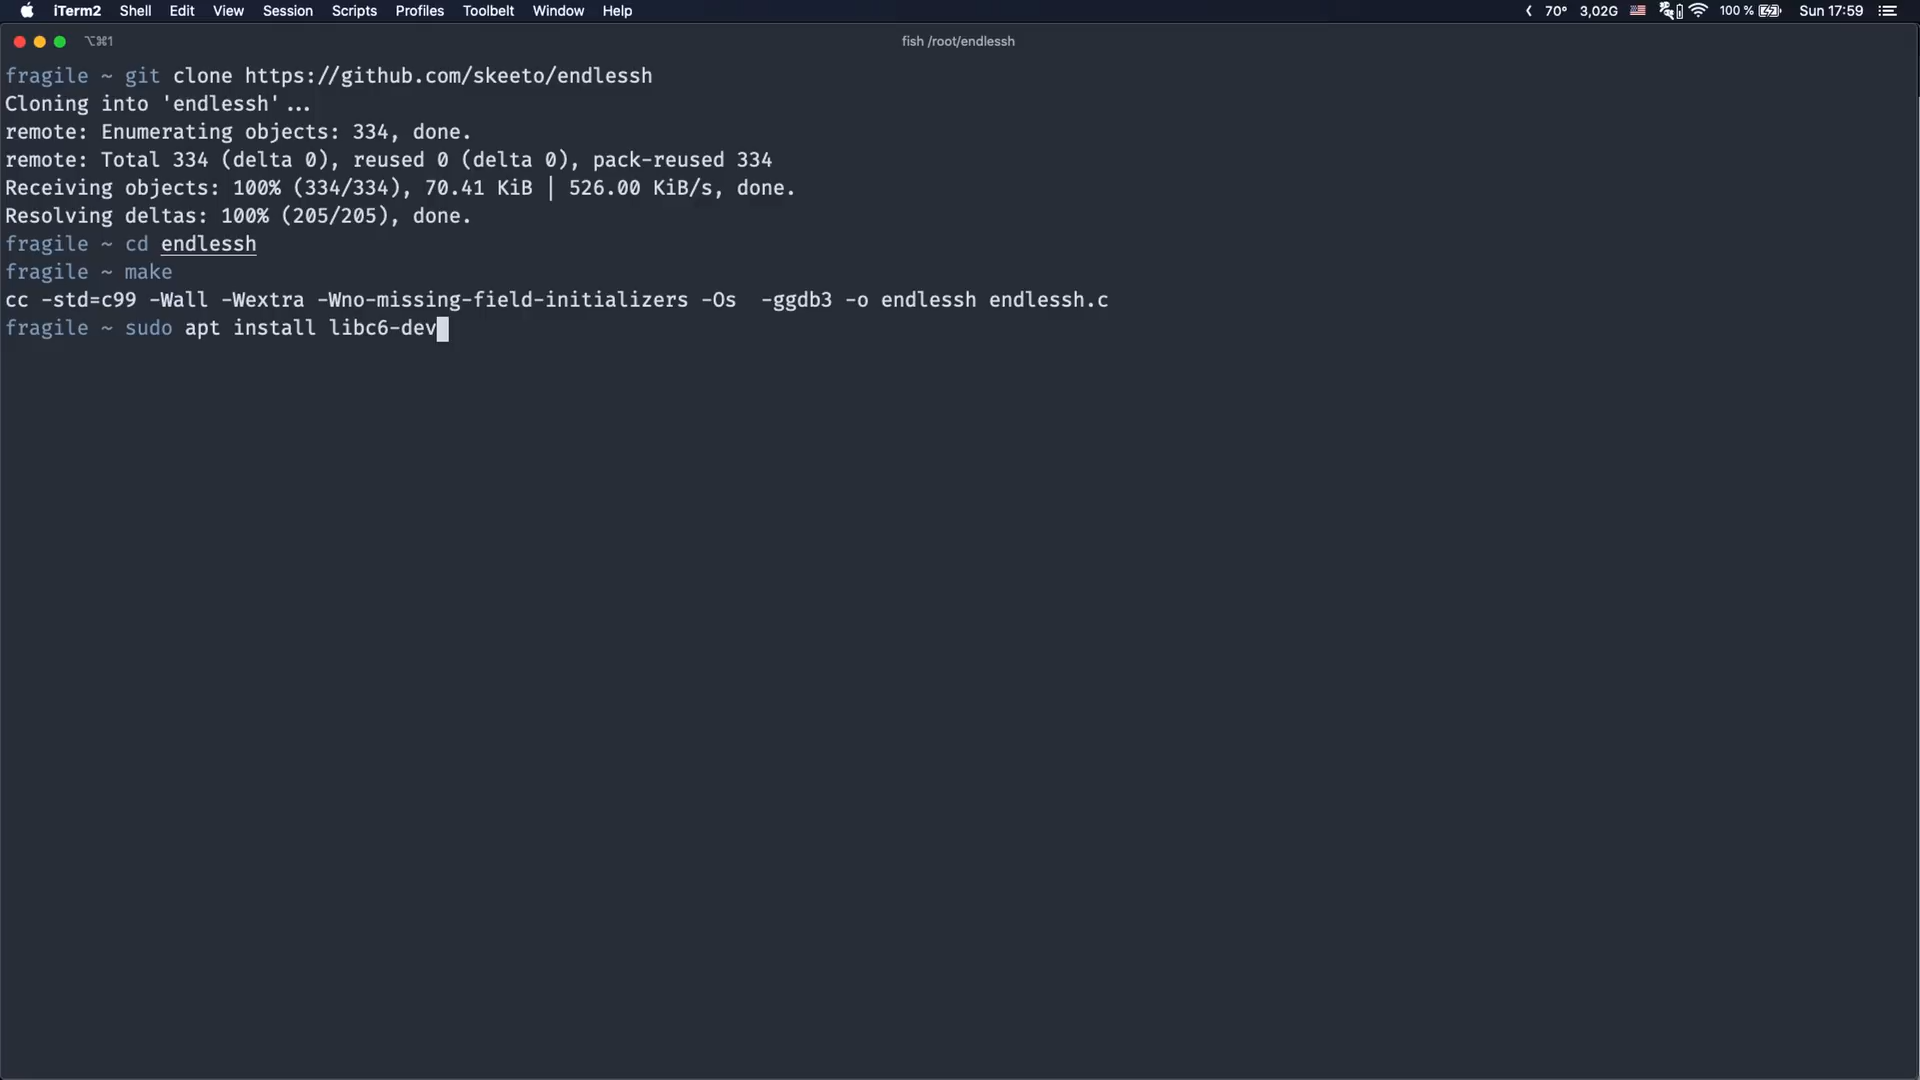 iTerm2 Shell Edit View Session Scripts Profiles Toolbelt Window Help 70° 3,02G 100 % Sun 17:59
⌥⌘1 fish /root/endlessh
fragile ~ git clone https://github.com/skeeto/endlessh
Cloning into 'endlessh'...
remote: Enumerating objects: 334, done.
remote: Total 334 (delta 0), reused 0 (delta 0), pack-reused 334
Receiving objects: 100% (334/334), 70.41 KiB | 526.00 KiB/s, done.
Resolving deltas: 100% (205/205), done.
fragile ~ cd endlessh
fragile ~ make
cc -std=c99 -Wall -Wextra -Wno-missing-field-initializers -Os  -ggdb3 -o endlessh endlessh.c
fragile ~ sudo apt install libc6-dev